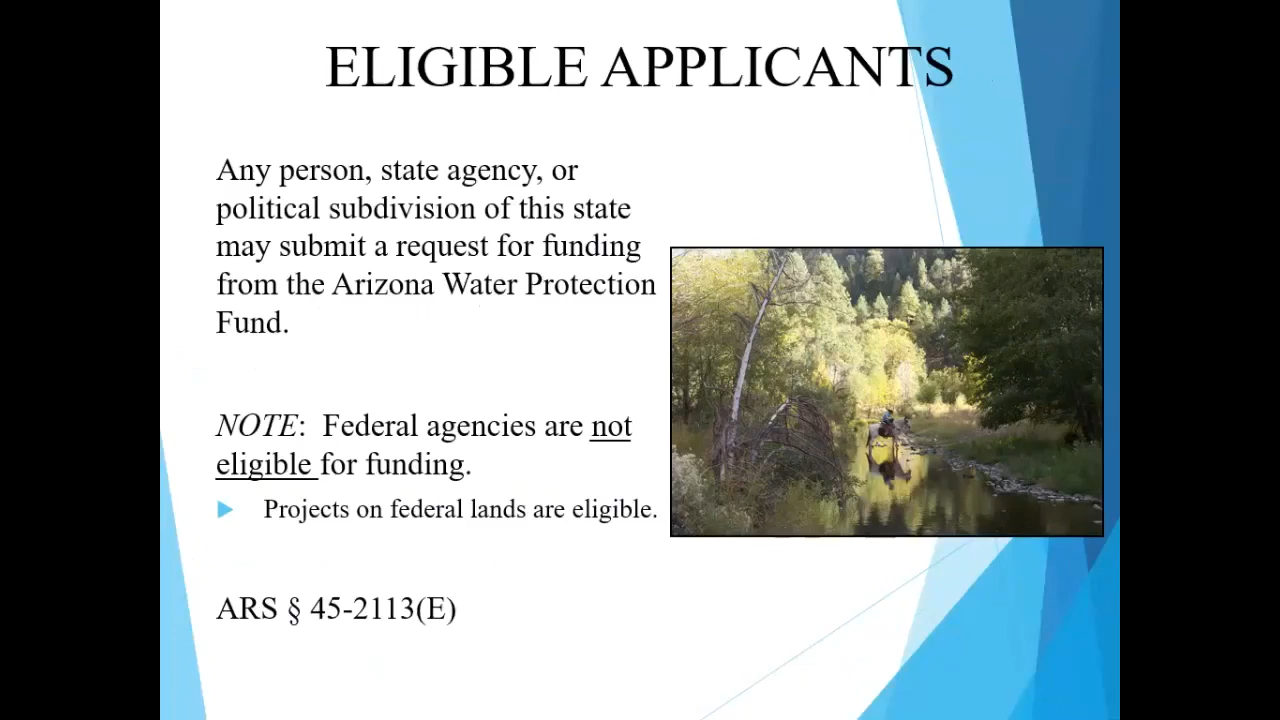 ELIGIBLE APPLICANTS
Any person, state agency, or
political subdivision of this state
may submit a request for funding
from the Arizona Water Protection
Fund.
NOTE: Federal agencies are not
eligible for funding.
Projects on federal lands are eligible.
ARS § 45-2113(E)